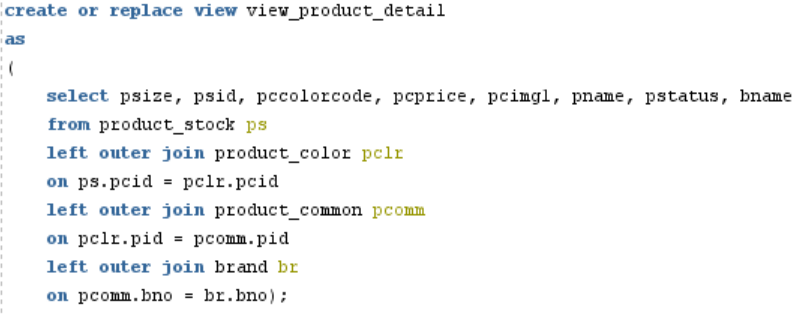 create or replace view view_product_detail
as
(
select psize, psid, pccolorcode, pcprice, pcimg1, pname, pstatus, bname
from product_stock ps
left outer join product_color pclr
on ps.pcid = pclr.pcid
left outer join product_common pcomm
on pclr.pid = pcomm.pid
left outer join brand br
on pcomm.bno = br.bno);